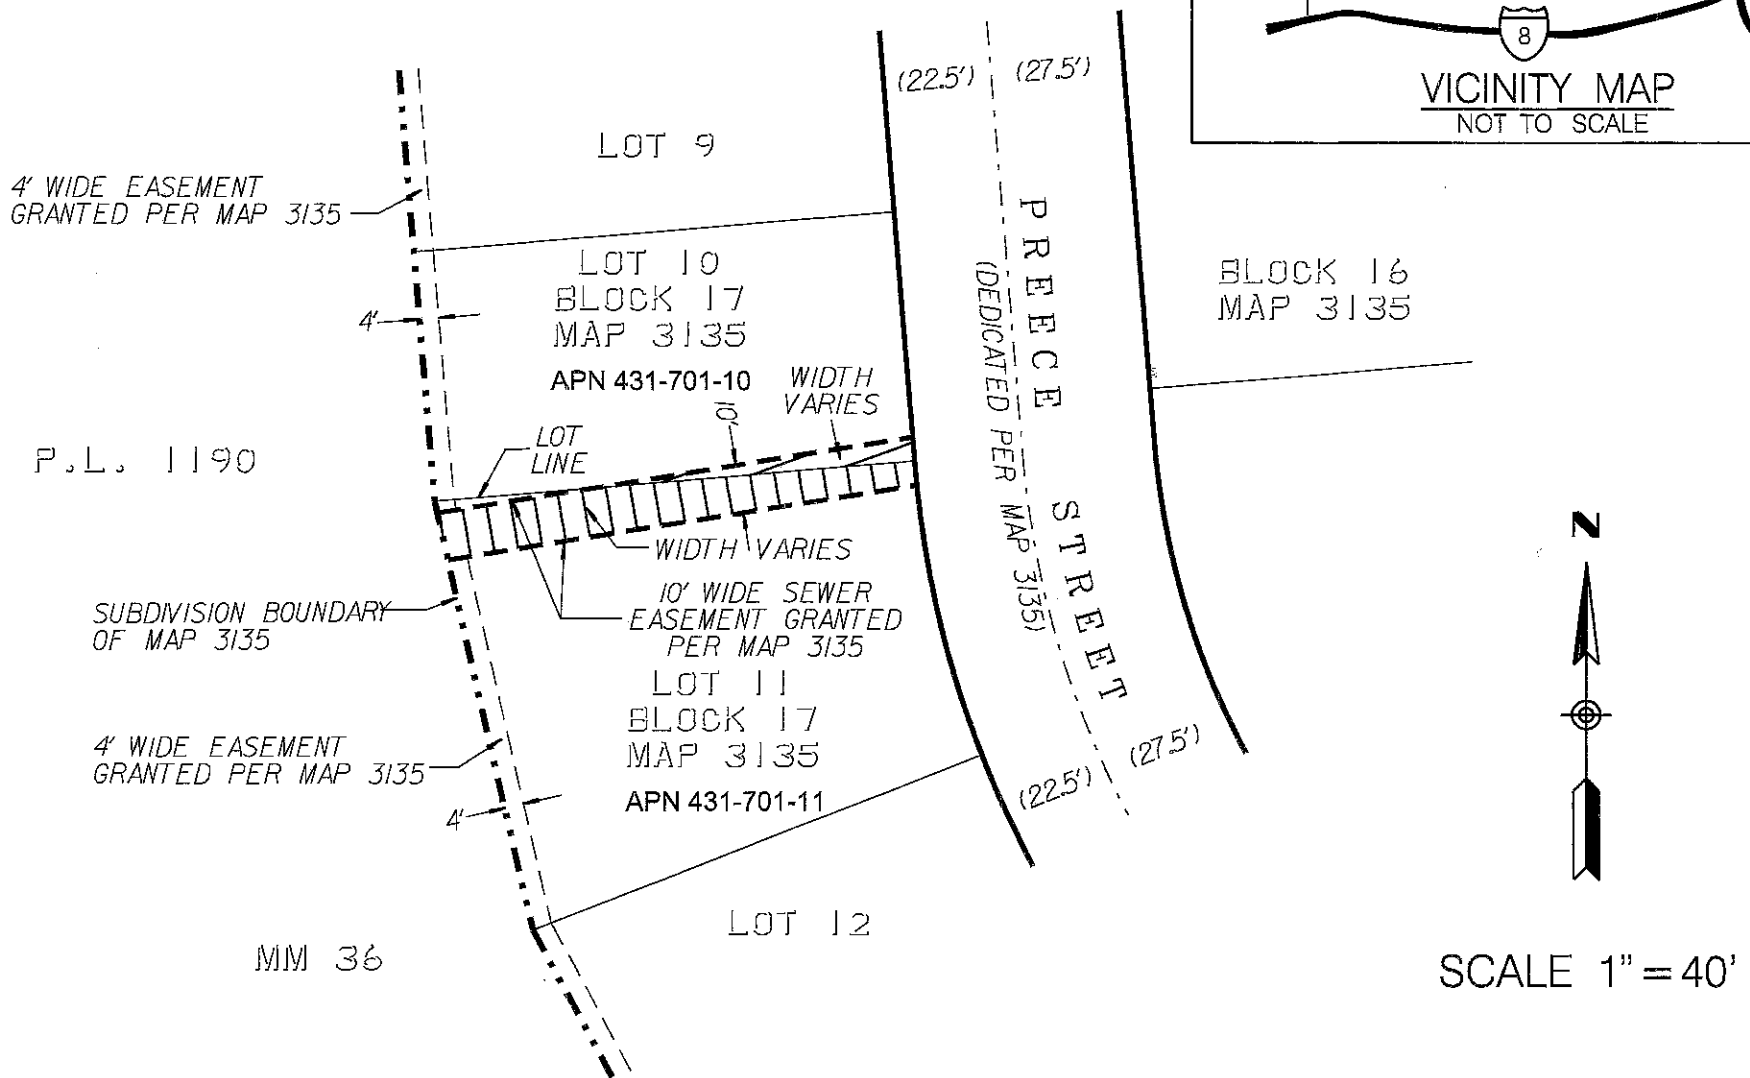 8
VICINITY MAP
NOT TO SCALE
(22.5')
(27.5')
LOT 9
4' WIDE EASEMENT
GRANTED PER MAP 3135
LOT 10
BLOCK 17
MAP 3135
APN 431-701-10
4'
PREECE STREET
(DEDICATED PER MAP 3135)
BLOCK 16
MAP 3135
WIDTH
VARIES
10'
LOT
LINE
P.L. 1190
WIDTH VARIES
10' WIDE SEWER
EASEMENT GRANTED
PER MAP 3135
SUBDIVISION BOUNDARY
OF MAP 3135
LOT 11
BLOCK 17
MAP 3135
APN 431-701-11
4' WIDE EASEMENT
GRANTED PER MAP 3135
4'
(22.5')
(27.5')
N
LOT 12
MM 36
SCALE 1" = 40'